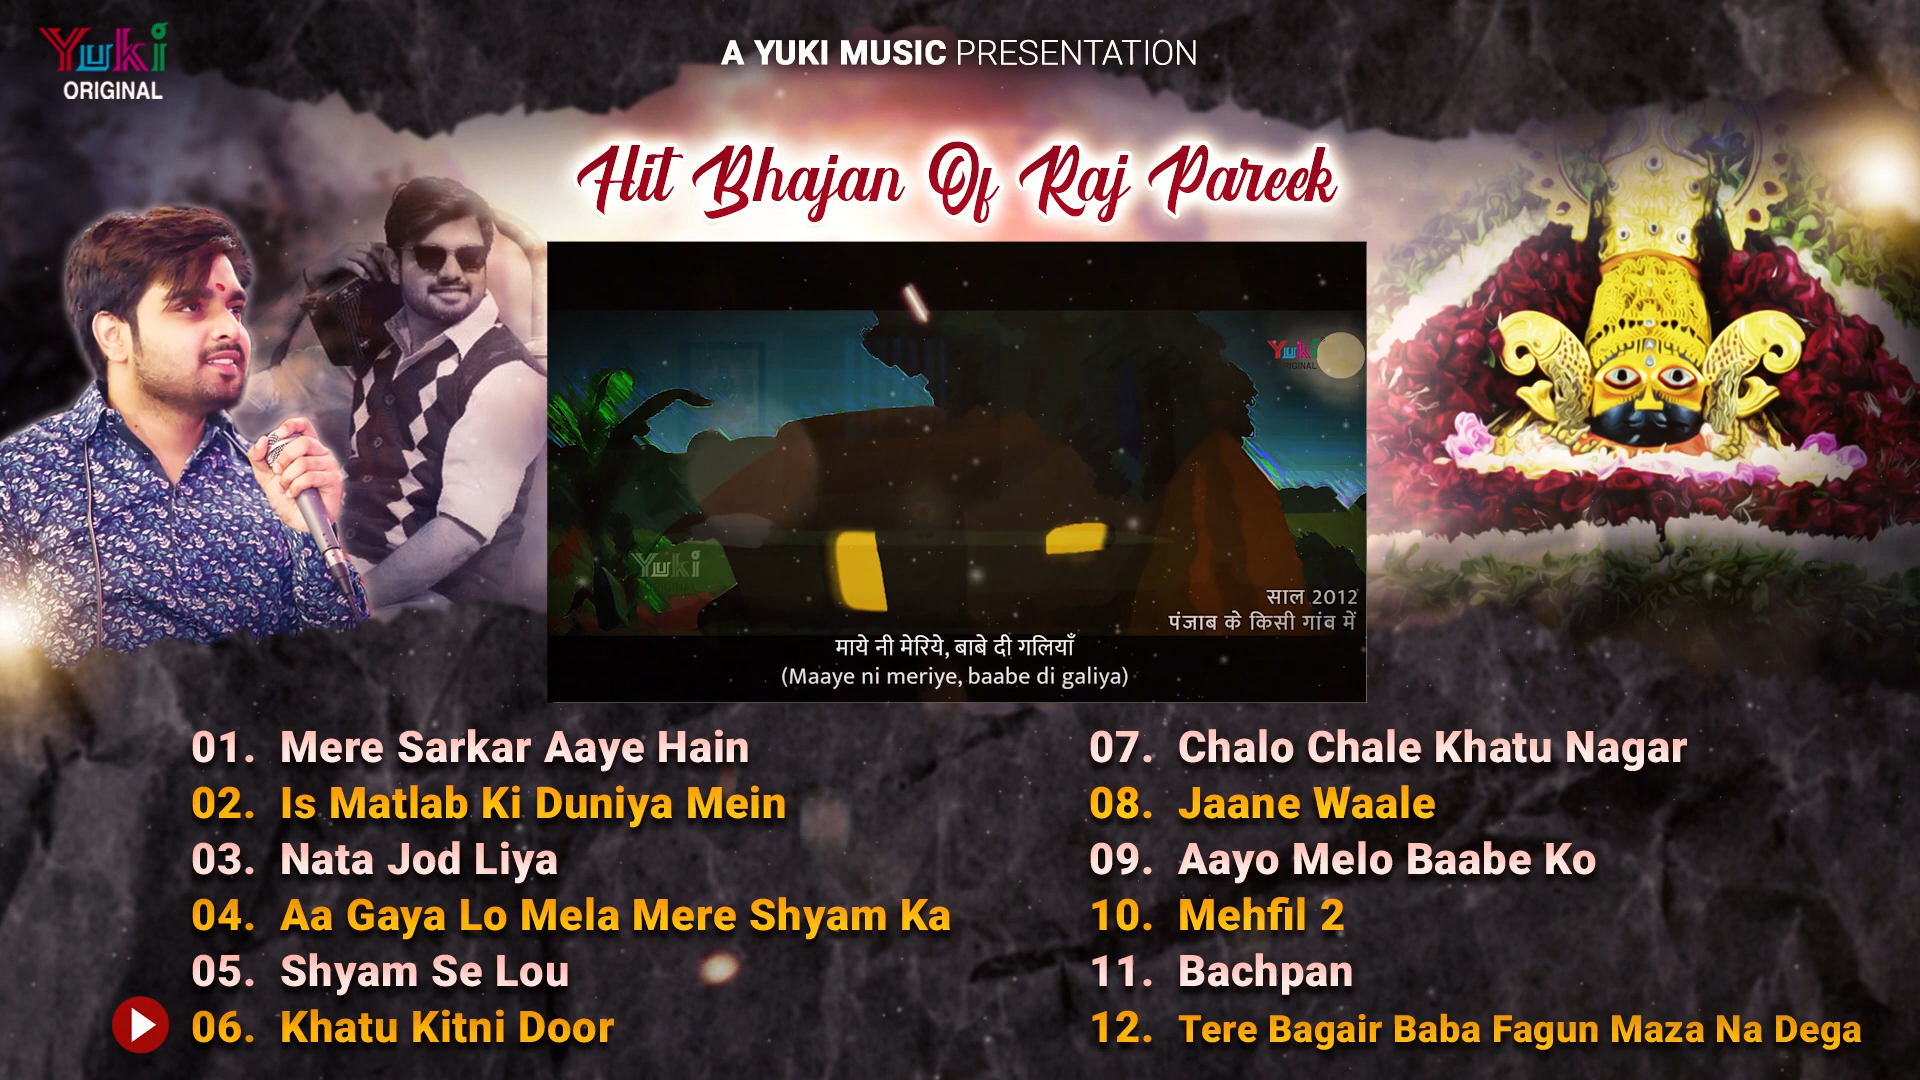 Yuki
ORIGINAL
A YUKI MUSIC PRESENTATION
Hit Bhajan Of Raj Pareek
Yuki
ORIGINAL
Yuki
साल 2012
पंजाब के किसी गांव में
माये नी मेरिये, बाबे दी गलियाँ
(Maaye ni meriye, baabe di galiya)
01. Mere Sarkar Aaye Hain
02. Is Matlab Ki Duniya Mein
03. Nata Jod Liya
04. Aa Gaya Lo Mela Mere Shyam Ka
05. Shyam Se Lou
06. Khatu Kitni Door
07. Chalo Chale Khatu Nagar
08. Jaane Waale
09. Aayo Melo Baabe Ko
10. Mehfil 2
11. Bachpan
12. Tere Bagair Baba Fagun Maza Na Dega